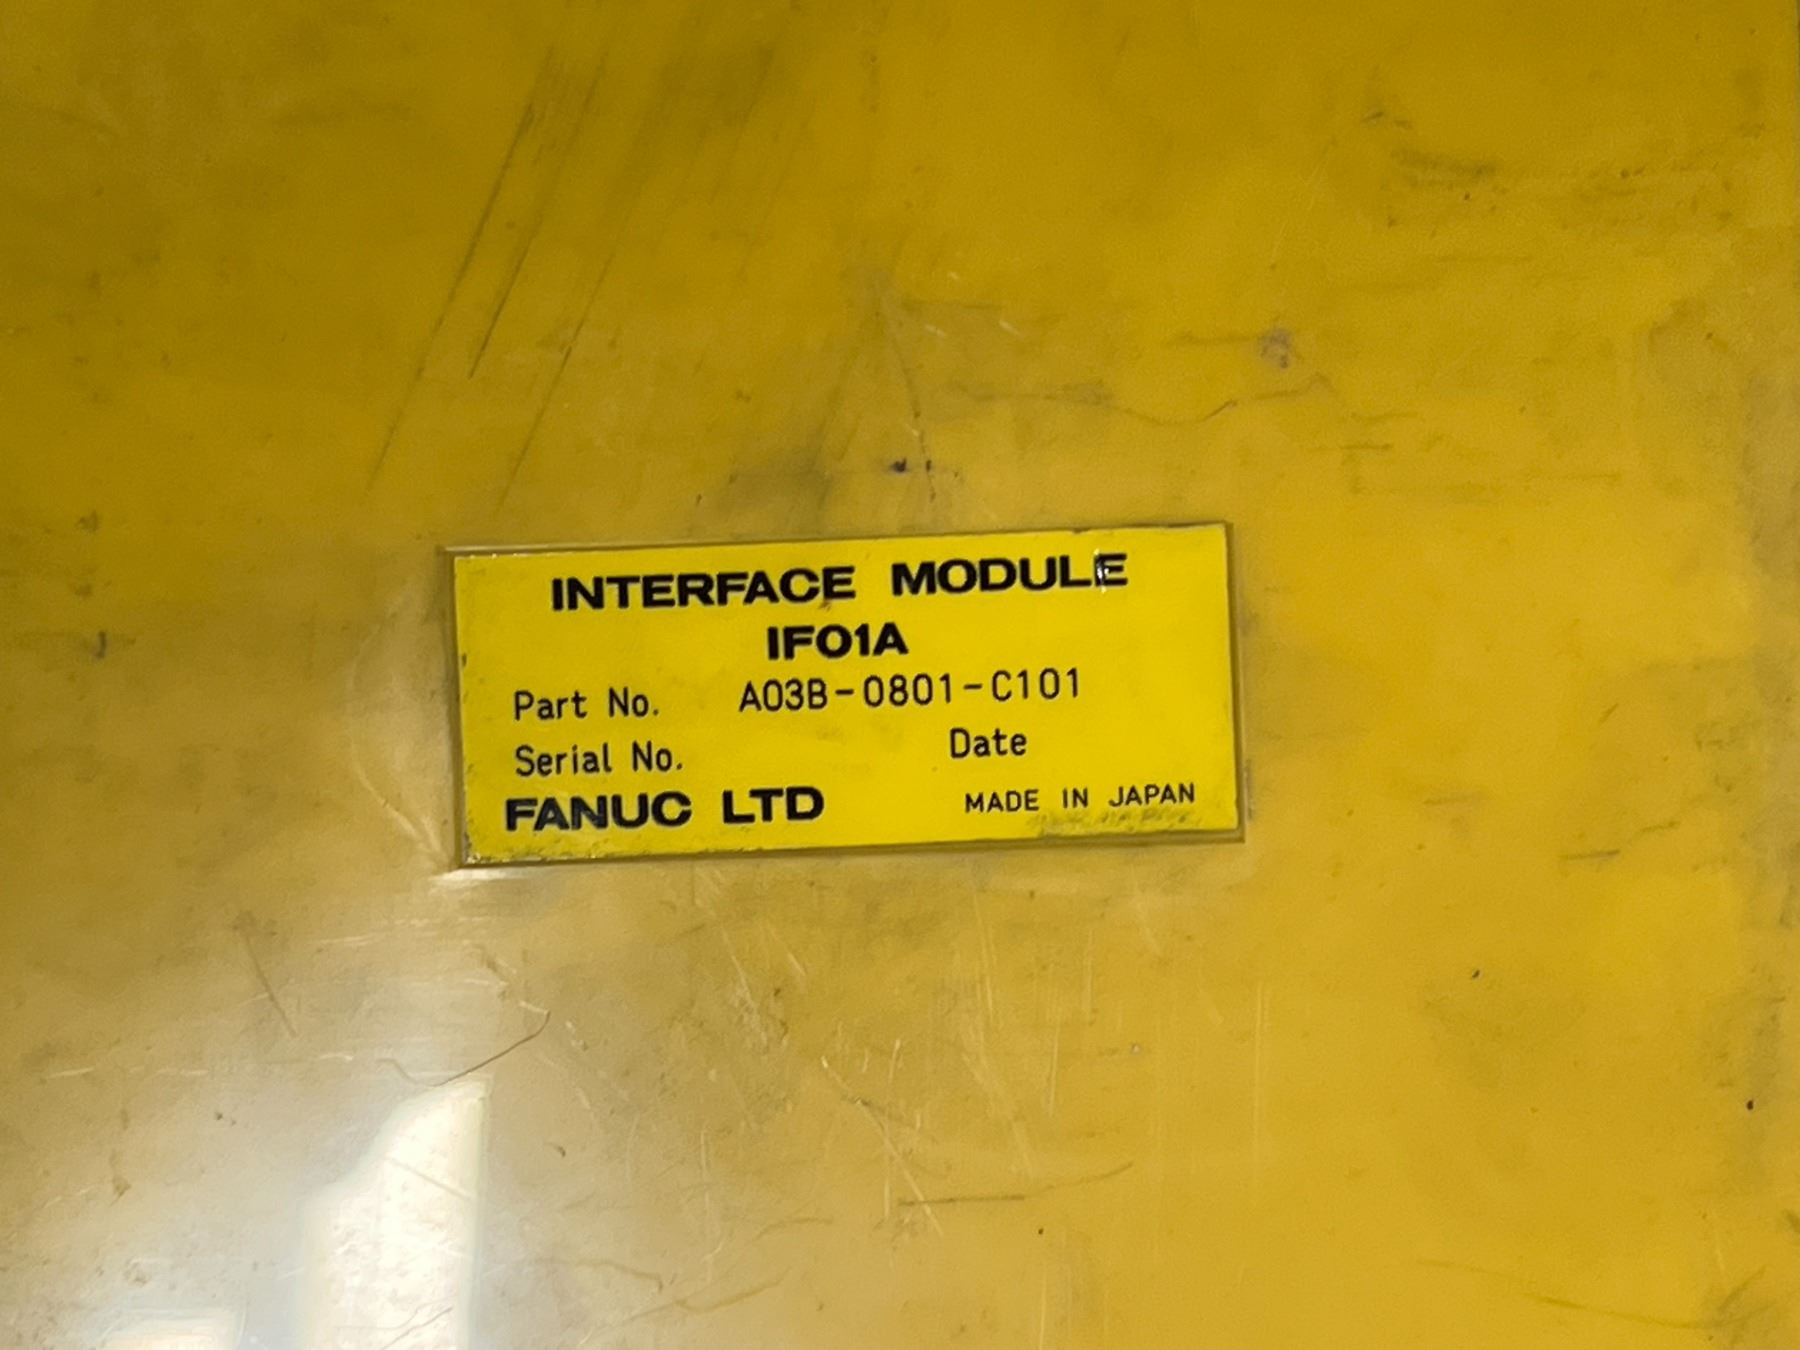 INTERFACE MODULE
IF01A
Part No. A03B-0801-C101
Serial No. Date
FANUC LTD MADE IN JAPAN